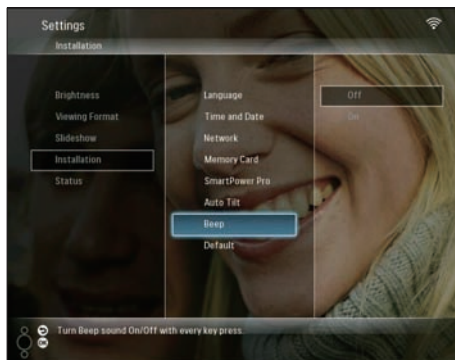 Settings
Installation
Brightness
Viewing Format
Slideshow
Installation
Status
Language
Time and Date
Network
Memory Card
SmartPower Pro
Auto Tilt
Beep
Default
Off
On
OK
Turn Beep sound On/Off with every key press.